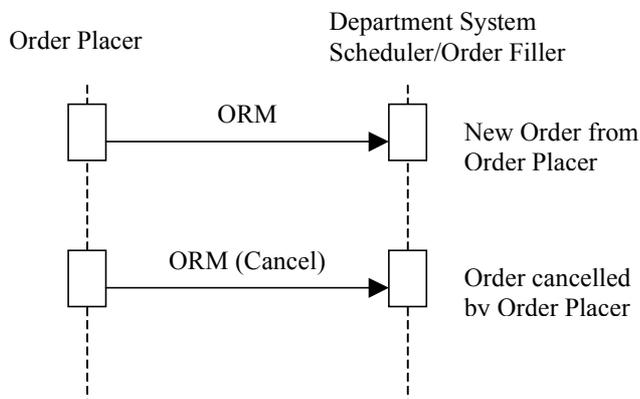 Order Placer
Department System
Scheduler/Order Filler
ORM
New Order from
Order Placer
ORM (Cancel)
Order cancelled
by Order Placer